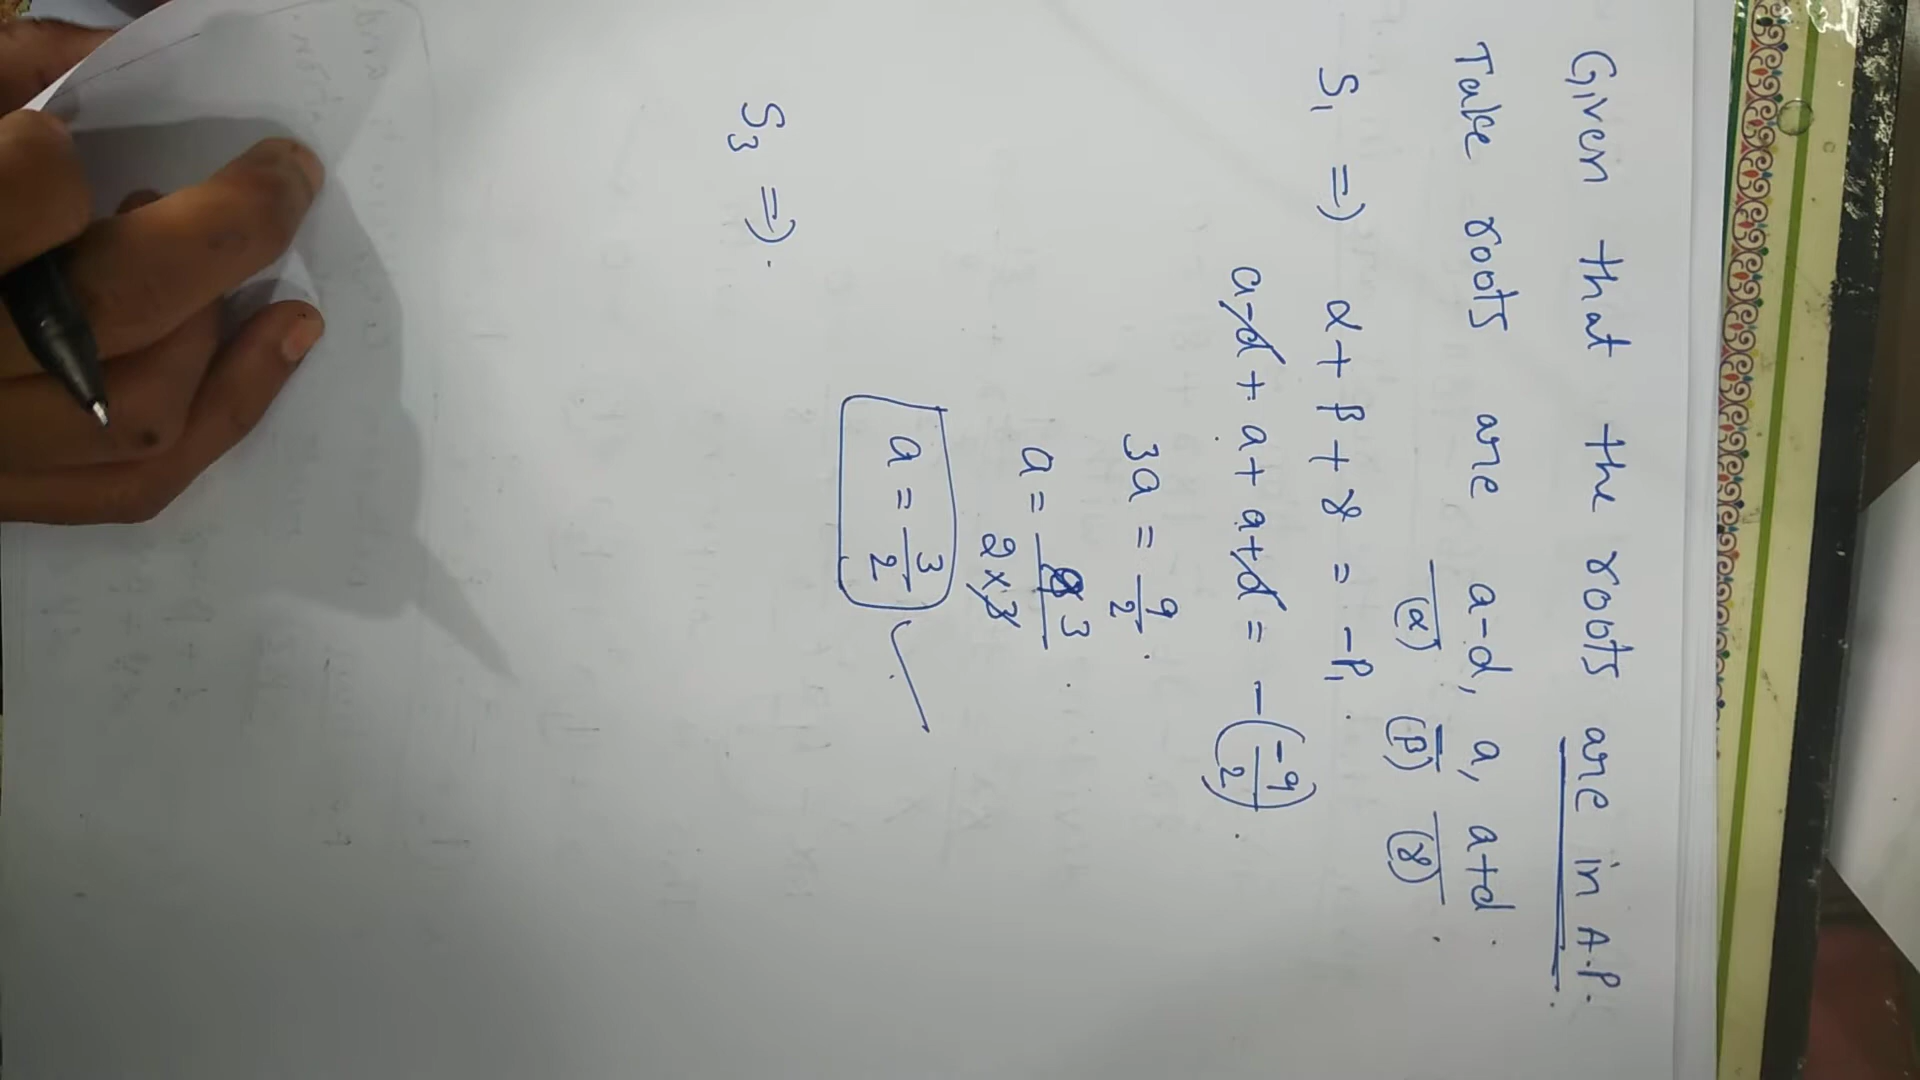 Given that the roots are in A.P.
Take roots are a-d, a, a+d.
(α) (β) (γ)
S₁ ⇒ α + β + γ = -P₁.
a-d + a + a+d = -(-9/2).
3a = 9/2.
a = 9 3/2×3
a = 3/2
S₃ ⇒.